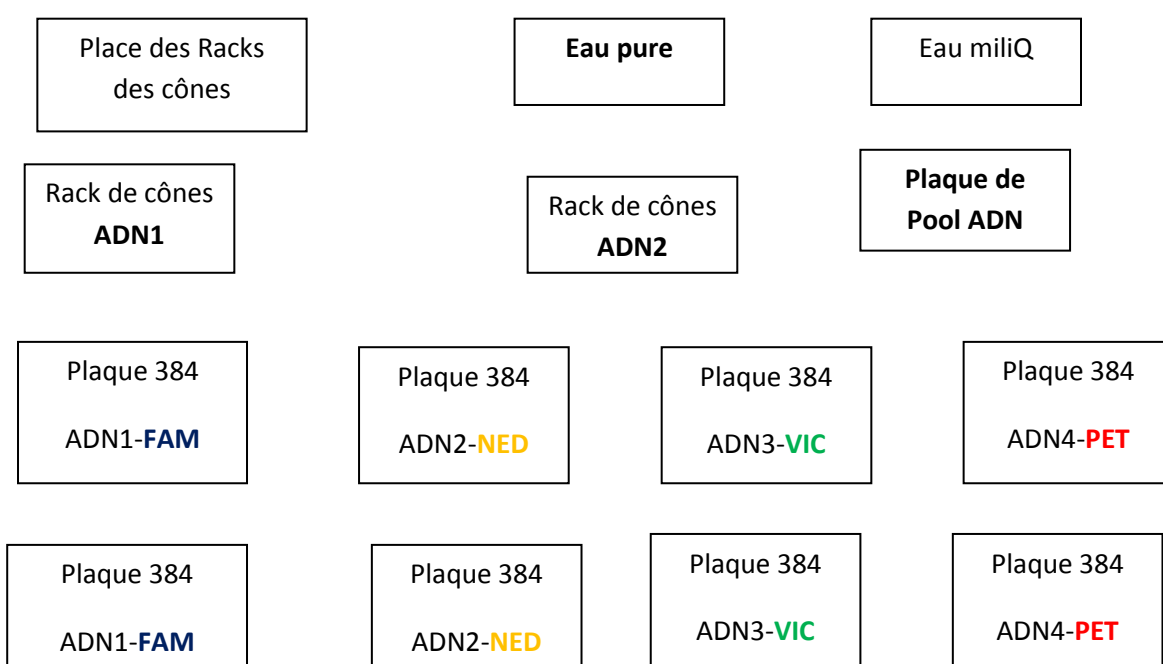 Place des Racks
des cônes
Eau pure
Eau miliQ
Rack de cônes
ADN1
Rack de cônes
ADN2
Plaque de
Pool ADN
Plaque 384
ADN1-FAM
Plaque 384
ADN2-NED
Plaque 384
ADN3-VIC
Plaque 384
ADN4-PET
Plaque 384
ADN1-FAM
Plaque 384
ADN2-NED
Plaque 384
ADN3-VIC
Plaque 384
ADN4-PET